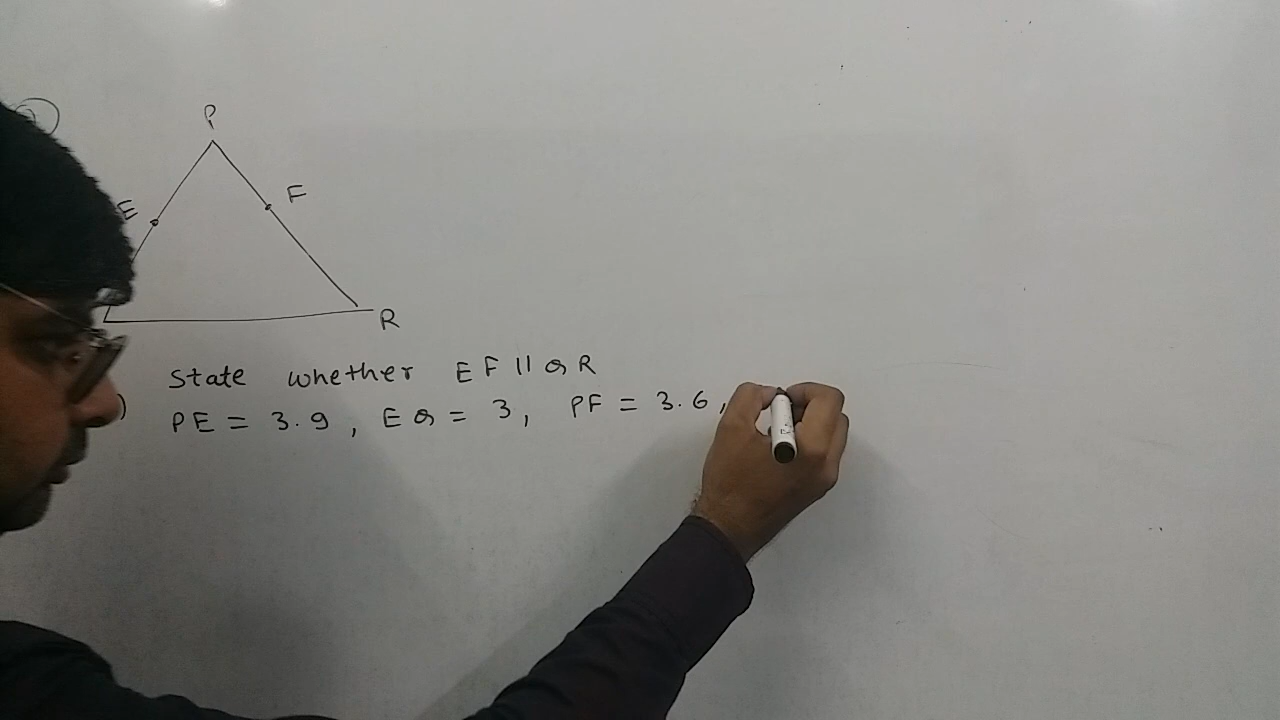 P
F
E
R
State whether EF || QR
) PE = 3.9, EQ = 3, PF = 3.6,